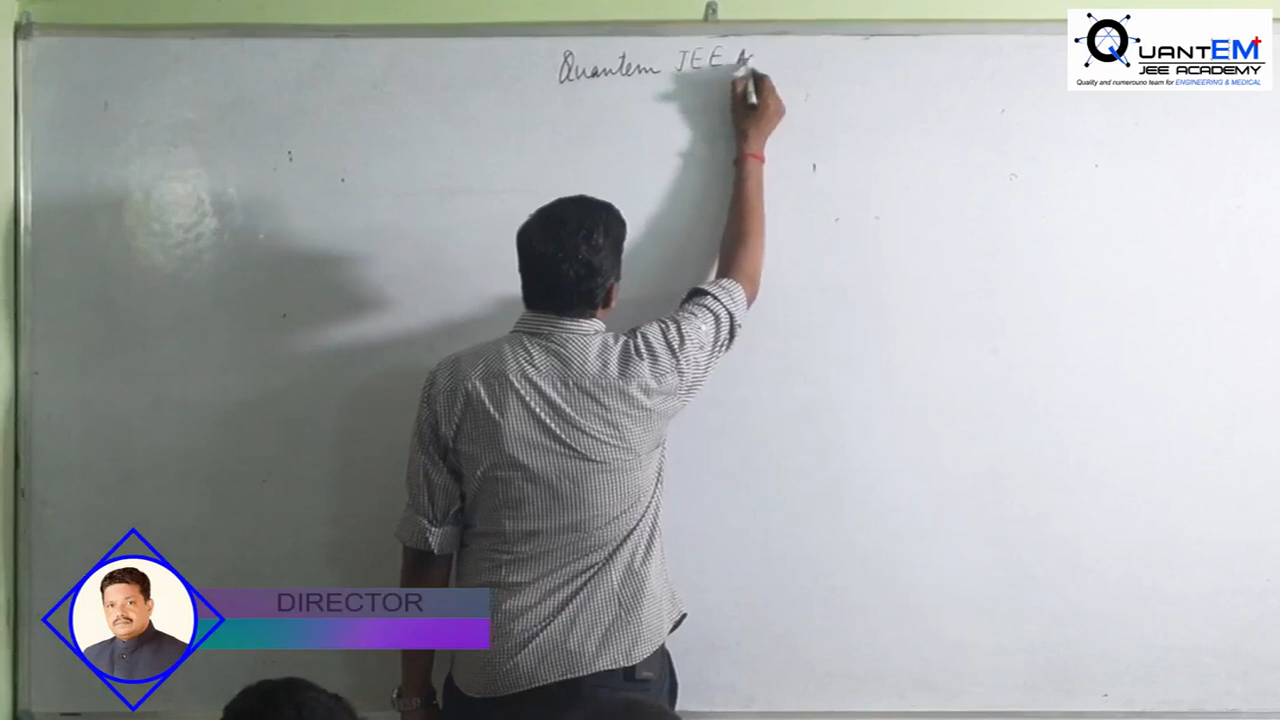 Quantem JEE A
QUANTEM+
JEE ACADEMY
Quality and numerouno team for ENGINEERING & MEDICAL
DIRECTOR